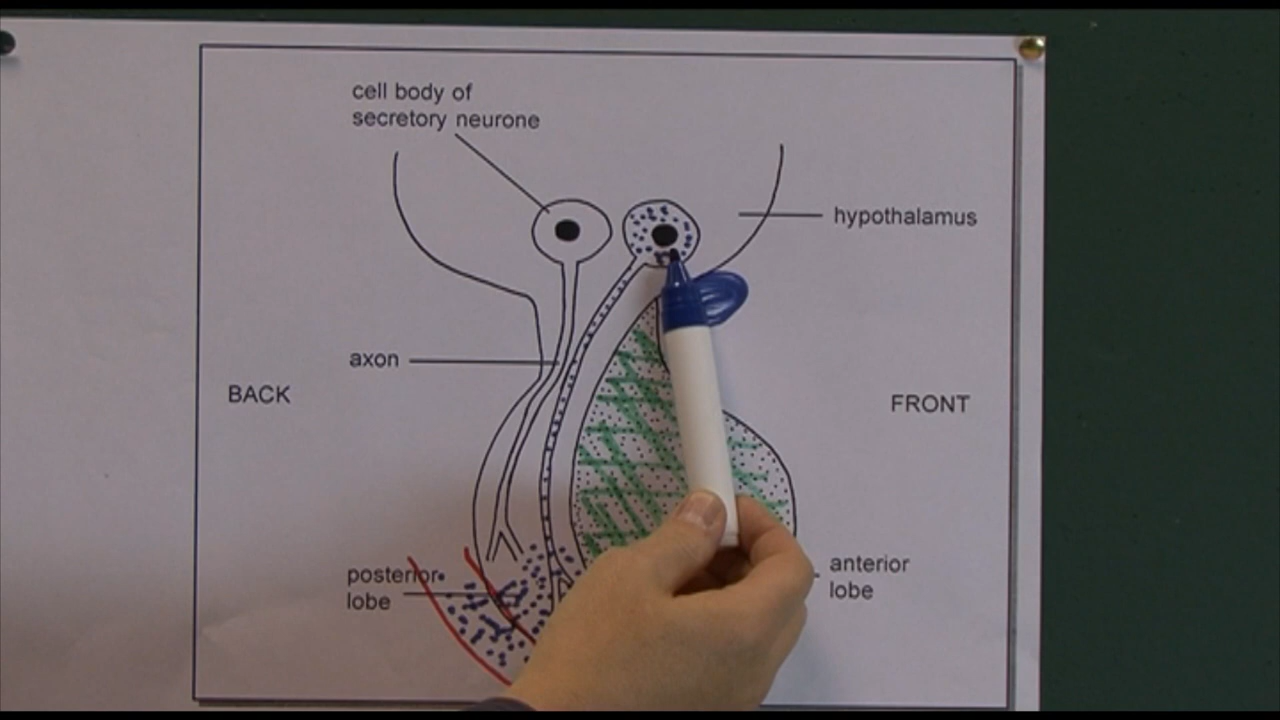 cell body of
secretory neurone
hypothalamus
axon
BACK
FRONT
posterior
lobe
anterior
lobe